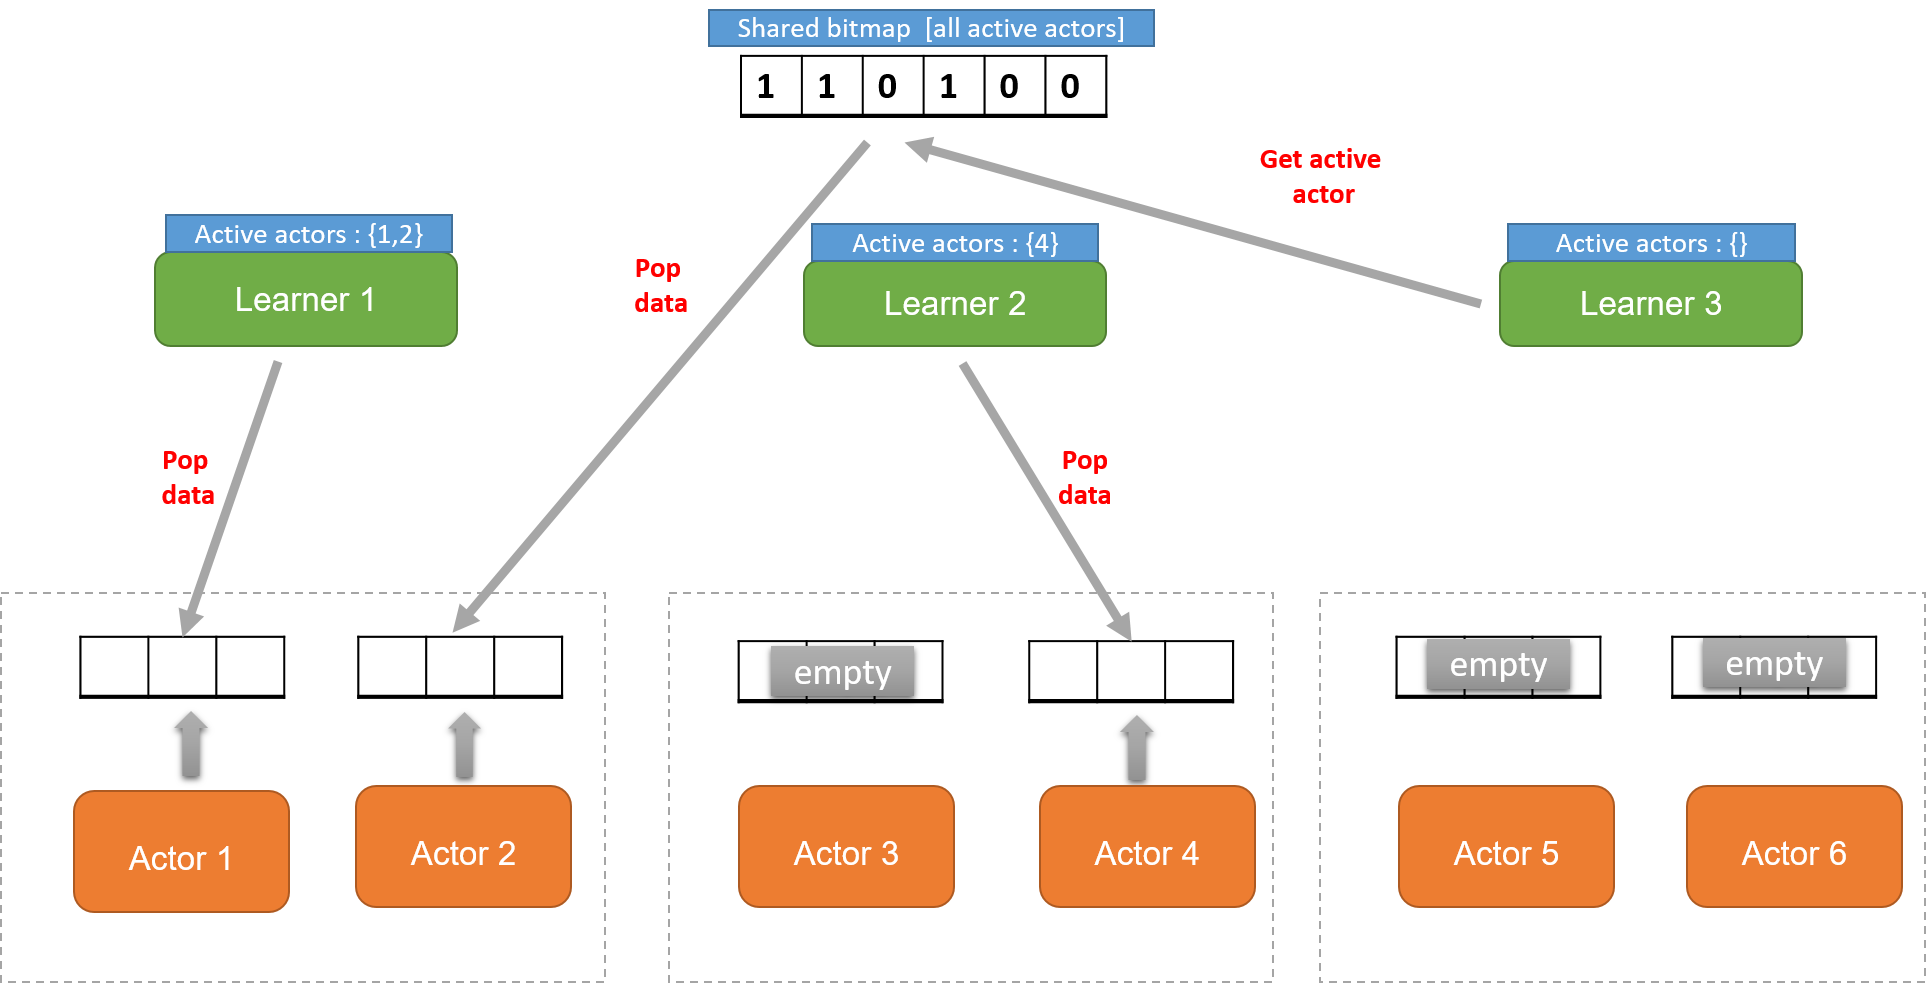 Shared bitmap [all active actors]
1 1 0 1 0 0
Get active
actor
Active actors : {1,2}
Learner 1
Active actors : {4}
Learner 2
Active actors : {}
Learner 3
Pop
data
Pop
data
Pop
data
empty
empty
empty
Actor 1
Actor 2
Actor 3
Actor 4
Actor 5
Actor 6